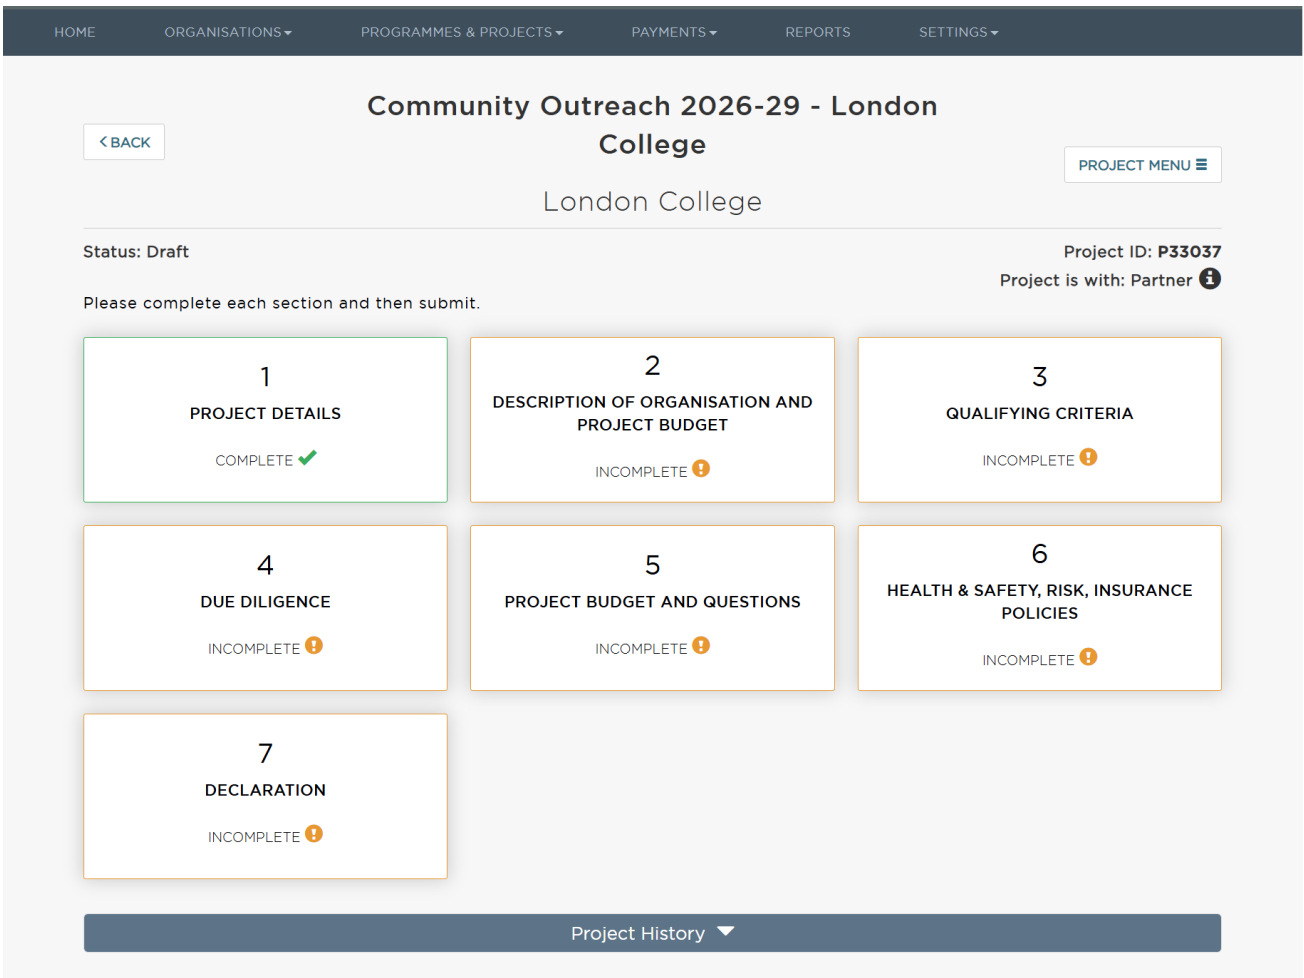 HOME ORGANISATIONS PROGRAMMES & PROJECTS PAYMENTS REPORTS SETTINGS
Community Outreach 2026-29 - London
College
BACK
PROJECT MENU
London College
Status: Draft
Project ID: P33037
Project is with: Partner
Please complete each section and then submit.
1
PROJECT DETAILS
COMPLETE
2
DESCRIPTION OF ORGANISATION AND
PROJECT BUDGET
INCOMPLETE
3
QUALIFYING CRITERIA
INCOMPLETE
4
DUE DILIGENCE
INCOMPLETE
5
PROJECT BUDGET AND QUESTIONS
INCOMPLETE
6
HEALTH & SAFETY, RISK, INSURANCE
POLICIES
INCOMPLETE
7
DECLARATION
INCOMPLETE
Project History